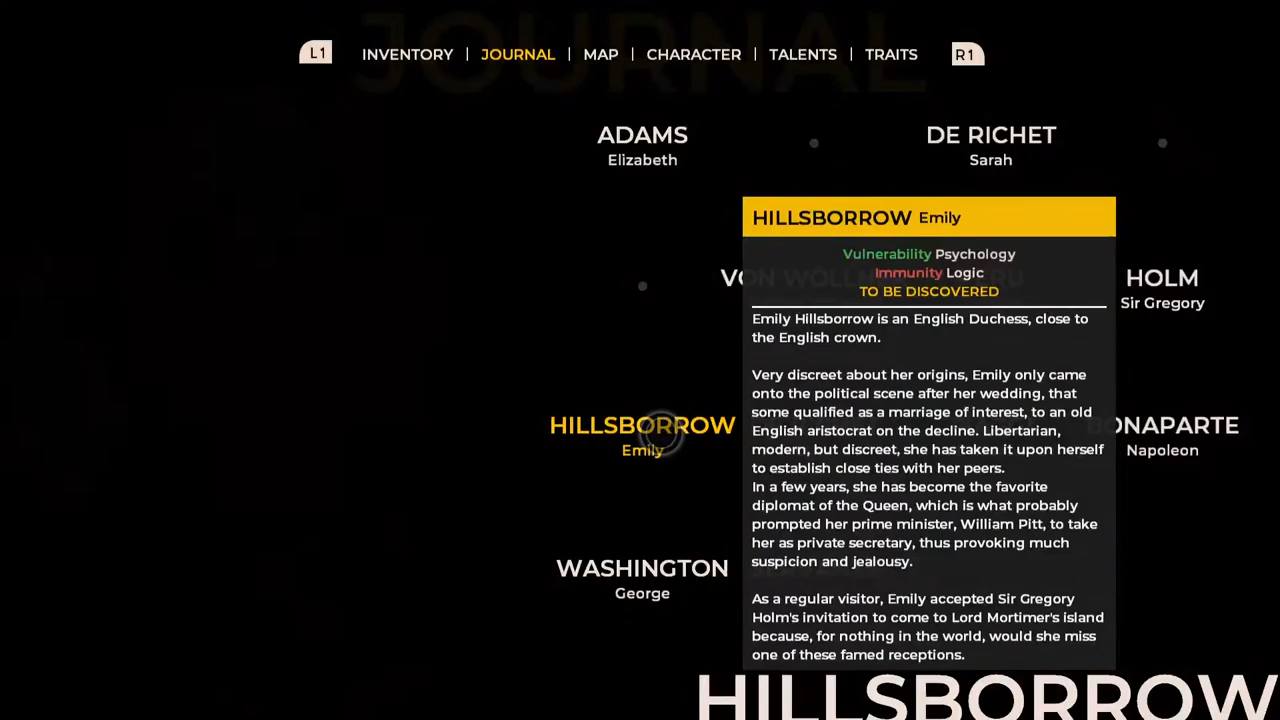 JOURNAL
L1 INVENTORY | JOURNAL | MAP | CHARACTER | TALENTS | TRAITS R1
ADAMS
Elizabeth
DE RICHET
Sarah
HILLSBORROW Emily
Vulnerability Psychology
Immunity Logic
TO BE DISCOVERED
VON WÖLLN
HOLM
Sir Gregory
Emily Hillsborrow is an English Duchess, close to
the English crown.
Very discreet about her origins, Emily only came
onto the political scene after her wedding, that
some qualified as a marriage of interest, to an old
English aristocrat on the decline. Libertarian,
modern, but discreet, she has taken it upon herself
to establish close ties with her peers.
In a few years, she has become the favorite
diplomat of the Queen, which is what probably
prompted her prime minister, William Pitt, to take
her as private secretary, thus provoking much
suspicion and jealousy.
As a regular visitor, Emily accepted Sir Gregory
Holm's invitation to come to Lord Mortimer's island
because, for nothing in the world, would she miss
one of these famed receptions.
HILLSBORROW
Emily
BONAPARTE
Napoleon
WASHINGTON
George
HILLSBORROW